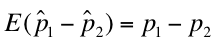 E(p̂₁ − p̂₂) = p₁ − p₂